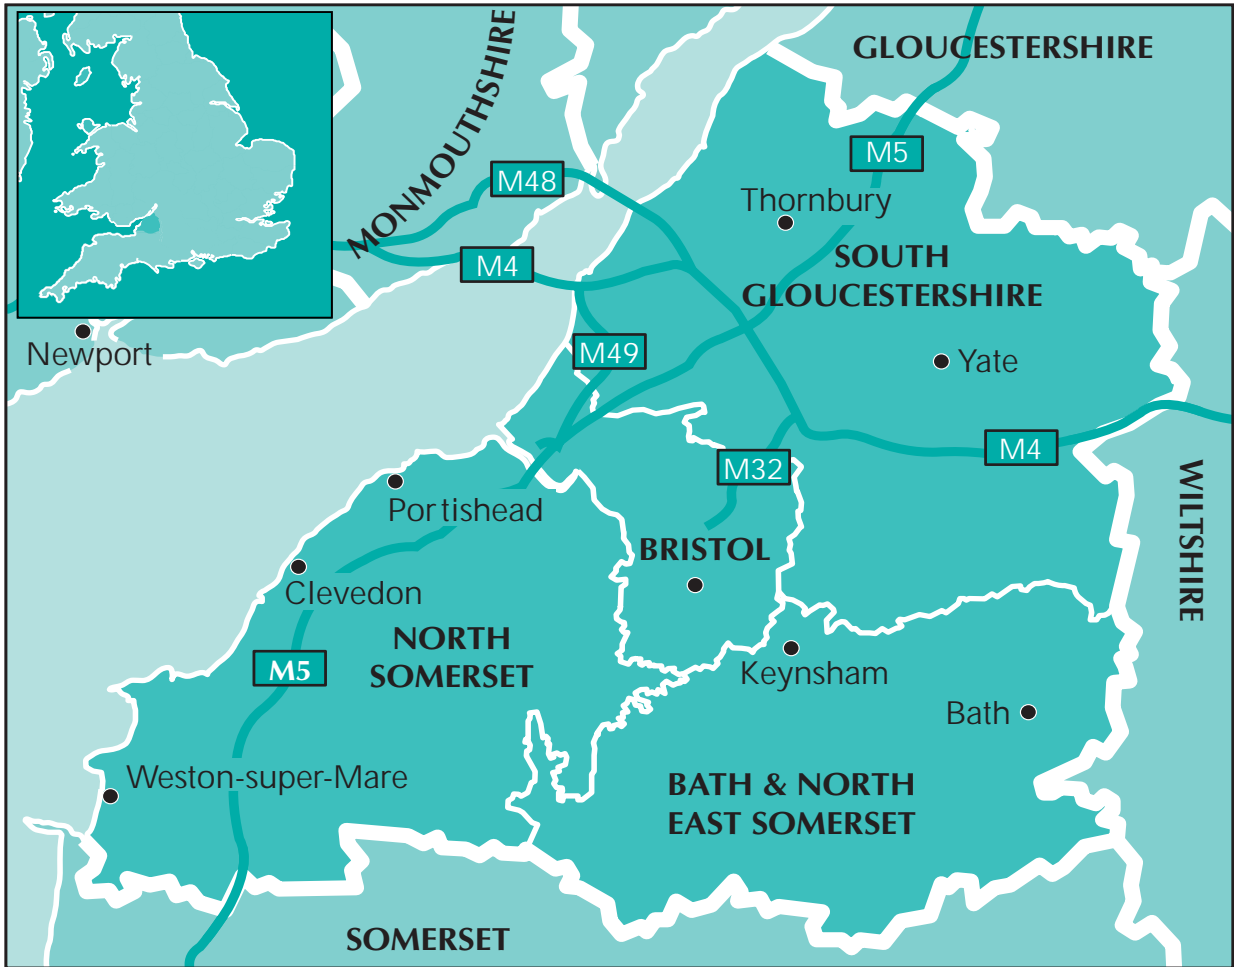 GLOUCESTERSHIRE
MONMOUTHSHIRE
M5
M48
Thornbury
M4
SOUTH
GLOUCESTERSHIRE
Newport
M49
Yate
M4
M32
WILTSHIRE
Portishead
BRISTOL
Clevedon
NORTH
SOMERSET
M5
Keynsham
Bath
Weston-super-Mare
BATH & NORTH
EAST SOMERSET
SOMERSET